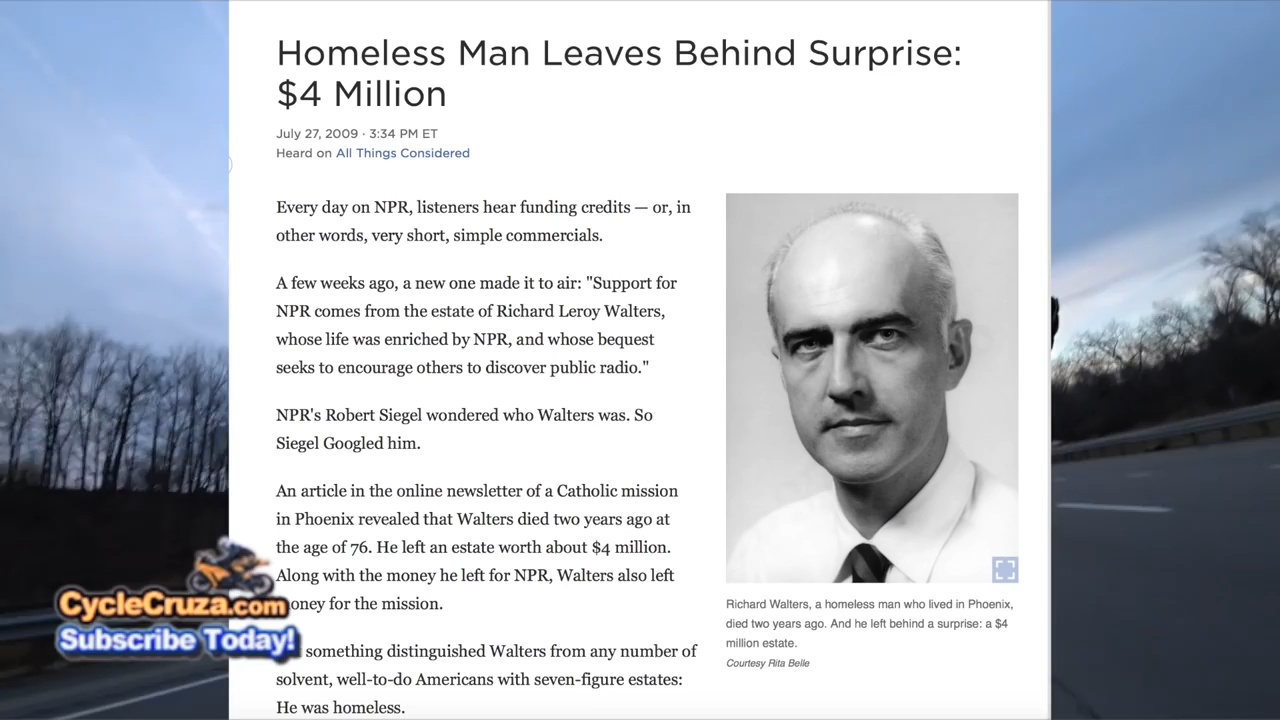 Homeless Man Leaves Behind Surprise:
$4 Million
July 27, 2009 · 3:34 PM ET
Heard on All Things Considered
Every day on NPR, listeners hear funding credits — or, in
other words, very short, simple commercials.
A few weeks ago, a new one made it to air: "Support for
NPR comes from the estate of Richard Leroy Walters,
whose life was enriched by NPR, and whose bequest
seeks to encourage others to discover public radio."
NPR's Robert Siegel wondered who Walters was. So
Siegel Googled him.
An article in the online newsletter of a Catholic mission
in Phoenix revealed that Walters died two years ago at
the age of 76. He left an estate worth about $4 million.
Along with the money he left for NPR, Walters also left
oney for the mission.
something distinguished Walters from any number of
solvent, well-to-do Americans with seven-figure estates:
He was homeless.
Richard Walters, a homeless man who lived in Phoenix,
died two years ago. And he left behind a surprise: a $4
million estate.
Courtesy Rita Belle
CycleCruza.com
Subscribe Today!